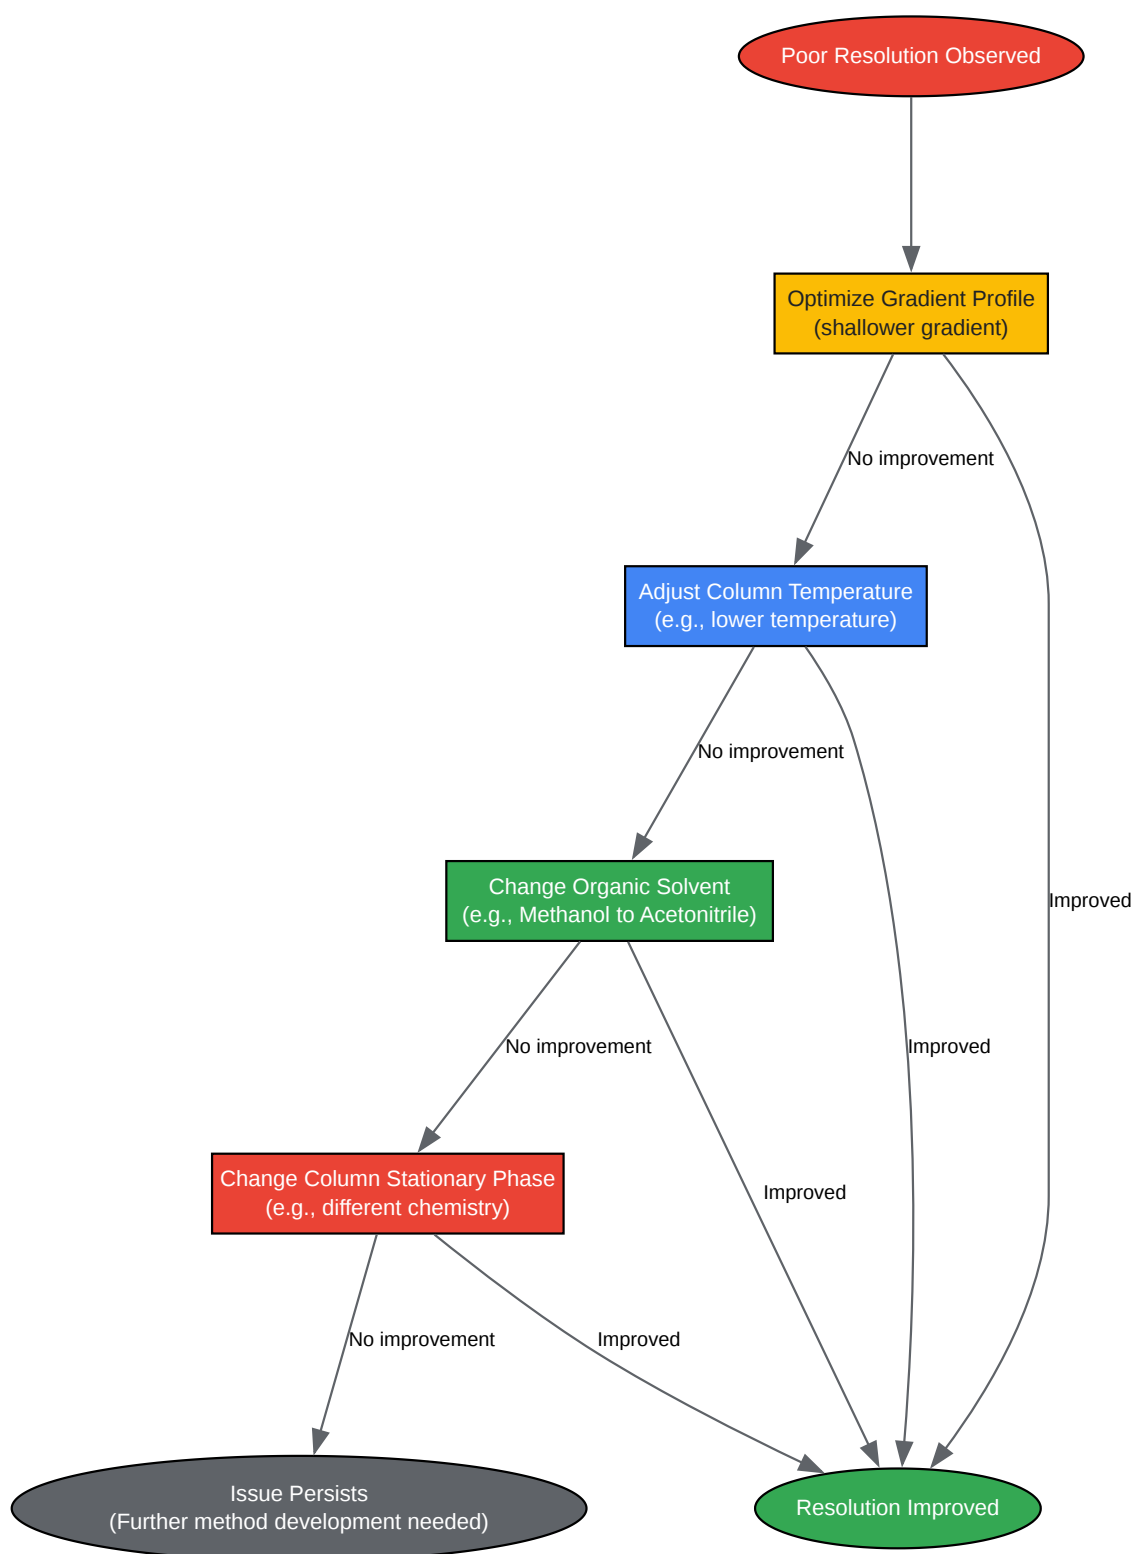 Poor Resolution Observed
Optimize Gradient Profile
(shallower gradient)
No improvement
Adjust Column Temperature
(e.g., lower temperature)
No improvement
Change Organic Solvent
(e.g., Methanol to Acetonitrile)
Improved
No improvement
Improved
Change Column Stationary Phase
(e.g., different chemistry)
Improved
No improvement
Improved
Issue Persists
(Further method development needed)
Resolution Improved